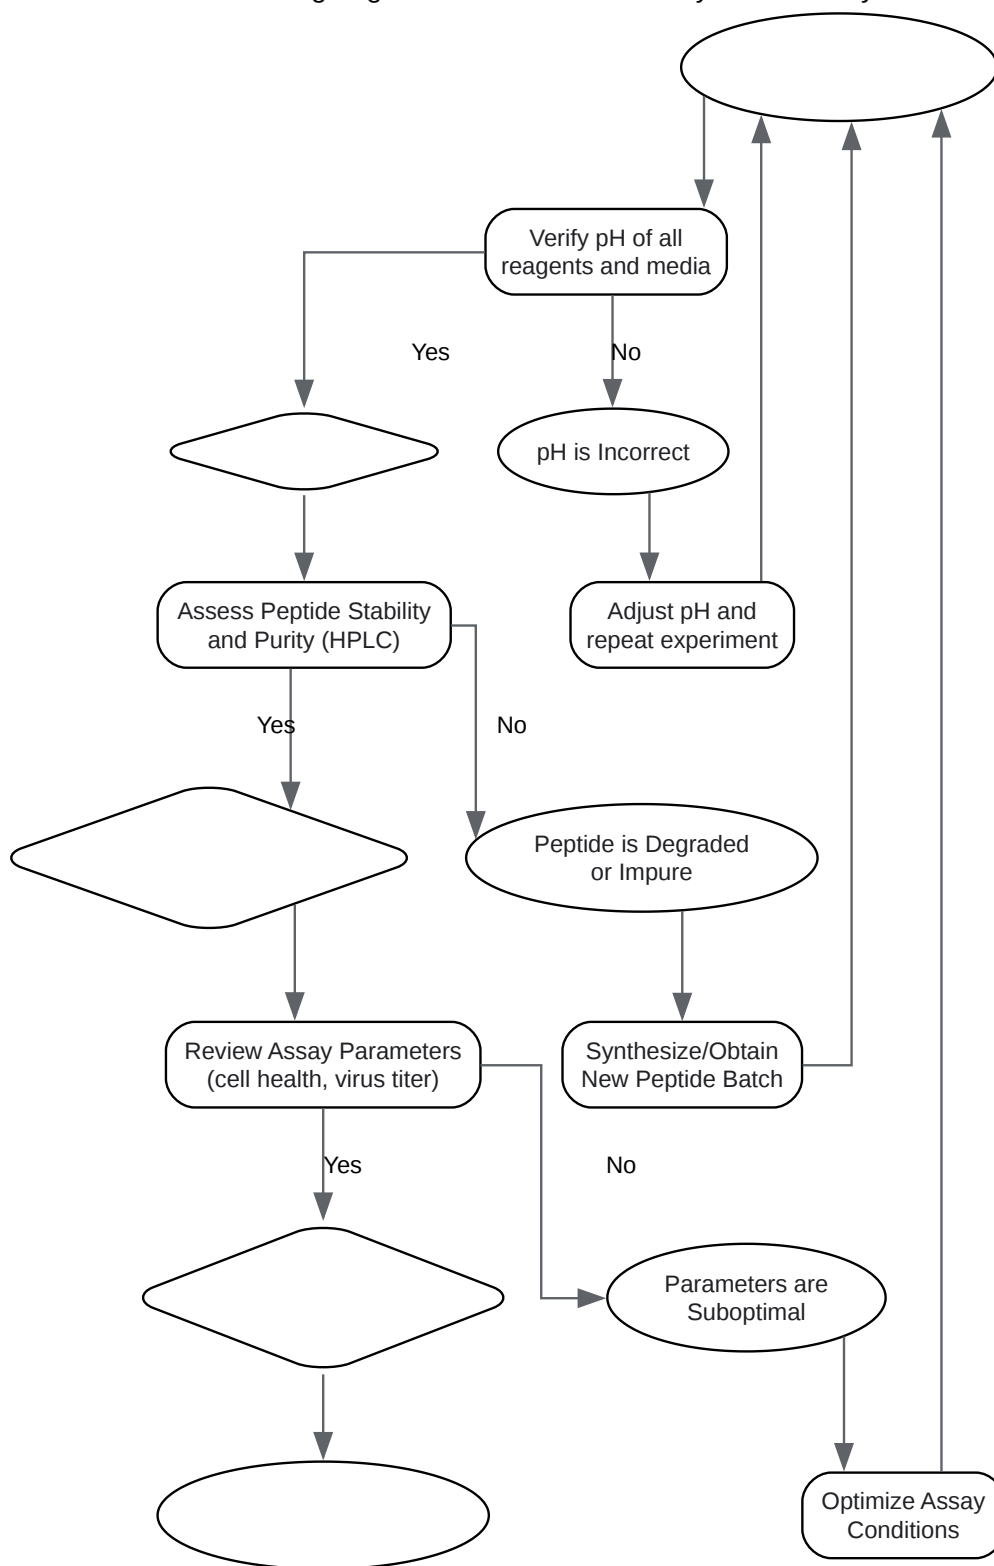 Verify pH of all
reagents and media
Yes
No
pH is Incorrect
Assess Peptide Stability
and Purity (HPLC)
Adjust pH and
repeat experiment
Yes
No
Peptide is Degraded
or Impure
Review Assay Parameters
(cell health, virus titer)
Synthesize/Obtain
New Peptide Batch
Yes
No
Parameters are
Suboptimal
Optimize Assay
Conditions